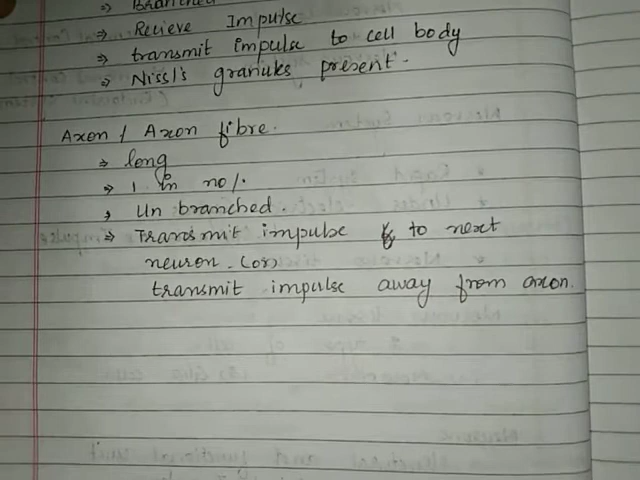 → Branched
→ Recieve Impulse
→ transmit impulse to cell body
→ Nissl's granules present.
Axon / Axon fibre.
→ long
→ 1 in no/.
→ Un branched.
→ Transmit impulse to next
neuron. (or)
transmit impulse away from axon.